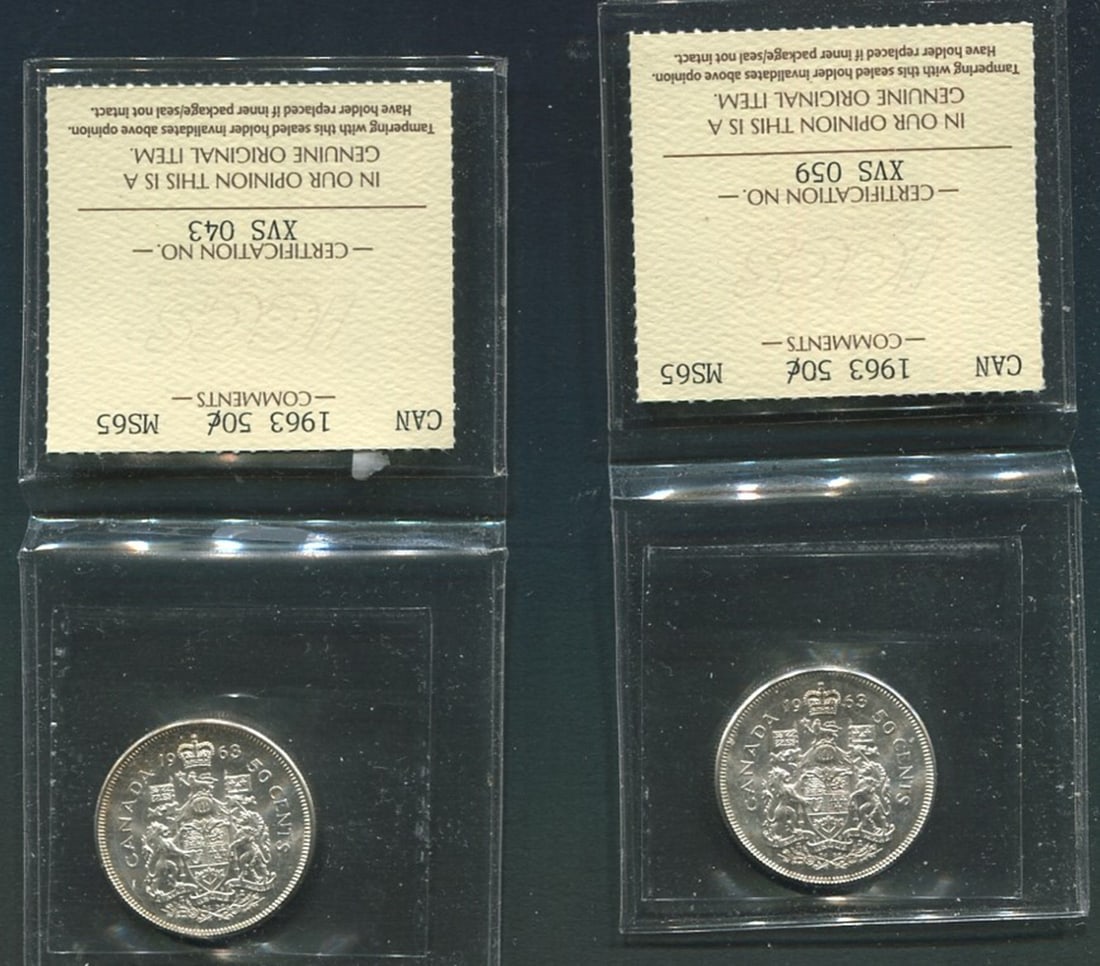 CAN 1963 50¢ MS65
— COMMENTS —
— CERTIFICATION NO. —
XVS 043
IN OUR OPINION THIS IS A
GENUINE ORIGINAL ITEM.
Tampering with this sealed holder invalidates above opinion.
Have holder replaced if inner package/seal not intact.
CANADA 1963 50 CENTS
CAN 1963 50¢ MS65
— COMMENTS —
— CERTIFICATION NO. —
XVS 059
IN OUR OPINION THIS IS A
GENUINE ORIGINAL ITEM.
Tampering with this sealed holder invalidates above opinion.
Have holder replaced if inner package/seal not intact.
CANADA 1963 50 CENTS